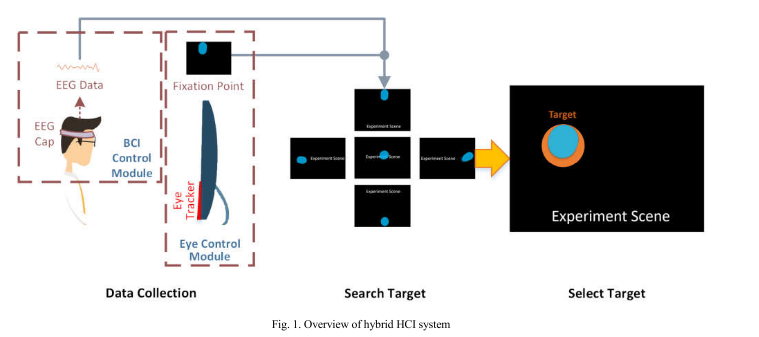 EEG Data
EEG
Cap
BCI
Control
Module
Fixation Point
Eye
Tracker
Eye Control
Module
Experiment Scene
Experiment Scene
Experiment Scene
Experiment Scene
Experiment Scene
Target
Experiment Scene
Data Collection
Search Target
Select Target
Fig. 1. Overview of hybrid HCI system